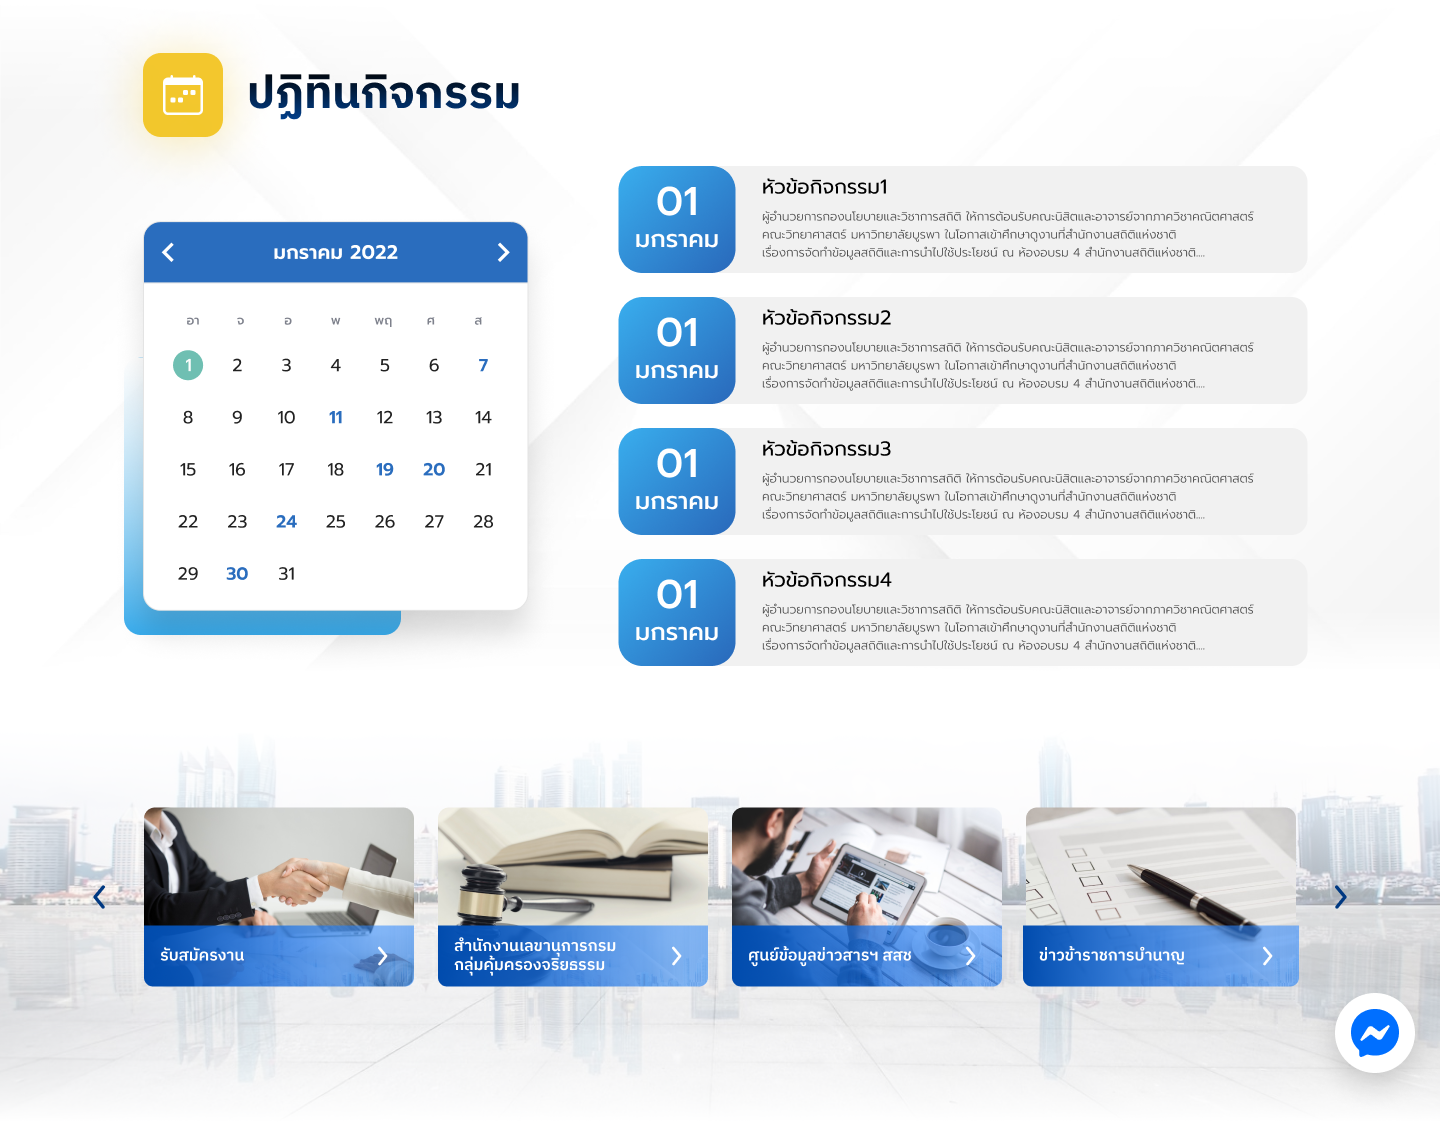 ปฏิทินกิจกรรม
มกราคม 2022
อา จ อ พ พฤ ศ ส
1 2 3 4 5 6 7
8 9 10 11 12 13 14
15 16 17 18 19 20 21
22 23 24 25 26 27 28
29 30 31
01
มกราคม
หัวข้อกิจกรรม1
ผู้อำนวยการกองนโยบายและวิชาการสถิติ ให้การต้อนรับคณะนิสิตและอาจารย์จากภาควิชาคณิตศาสตร์
คณะวิทยาศาสตร์ มหาวิทยาลัยบูรพา ในโอกาสเข้าศึกษาดูงานที่สำนักงานสถิติแห่งชาติ
เรื่องการจัดทำข้อมูลสถิติและการนำไปใช้ประโยชน์ ณ ห้องอบรม 4 สำนักงานสถิติแห่งชาติ....
01
มกราคม
หัวข้อกิจกรรม2
ผู้อำนวยการกองนโยบายและวิชาการสถิติ ให้การต้อนรับคณะนิสิตและอาจารย์จากภาควิชาคณิตศาสตร์
คณะวิทยาศาสตร์ มหาวิทยาลัยบูรพา ในโอกาสเข้าศึกษาดูงานที่สำนักงานสถิติแห่งชาติ
เรื่องการจัดทำข้อมูลสถิติและการนำไปใช้ประโยชน์ ณ ห้องอบรม 4 สำนักงานสถิติแห่งชาติ....
01
มกราคม
หัวข้อกิจกรรม3
ผู้อำนวยการกองนโยบายและวิชาการสถิติ ให้การต้อนรับคณะนิสิตและอาจารย์จากภาควิชาคณิตศาสตร์
คณะวิทยาศาสตร์ มหาวิทยาลัยบูรพา ในโอกาสเข้าศึกษาดูงานที่สำนักงานสถิติแห่งชาติ
เรื่องการจัดทำข้อมูลสถิติและการนำไปใช้ประโยชน์ ณ ห้องอบรม 4 สำนักงานสถิติแห่งชาติ....
01
มกราคม
หัวข้อกิจกรรม4
ผู้อำนวยการกองนโยบายและวิชาการสถิติ ให้การต้อนรับคณะนิสิตและอาจารย์จากภาควิชาคณิตศาสตร์
คณะวิทยาศาสตร์ มหาวิทยาลัยบูรพา ในโอกาสเข้าศึกษาดูงานที่สำนักงานสถิติแห่งชาติ
เรื่องการจัดทำข้อมูลสถิติและการนำไปใช้ประโยชน์ ณ ห้องอบรม 4 สำนักงานสถิติแห่งชาติ....
รับสมัครงาน
สำนักงานเลขานุการกรม
กลุ่มคุ้มครองจริยธรรม
ศูนย์ข้อมูลข่าวสารฯ สสช
ข่าวข้าราชการบำนาญ